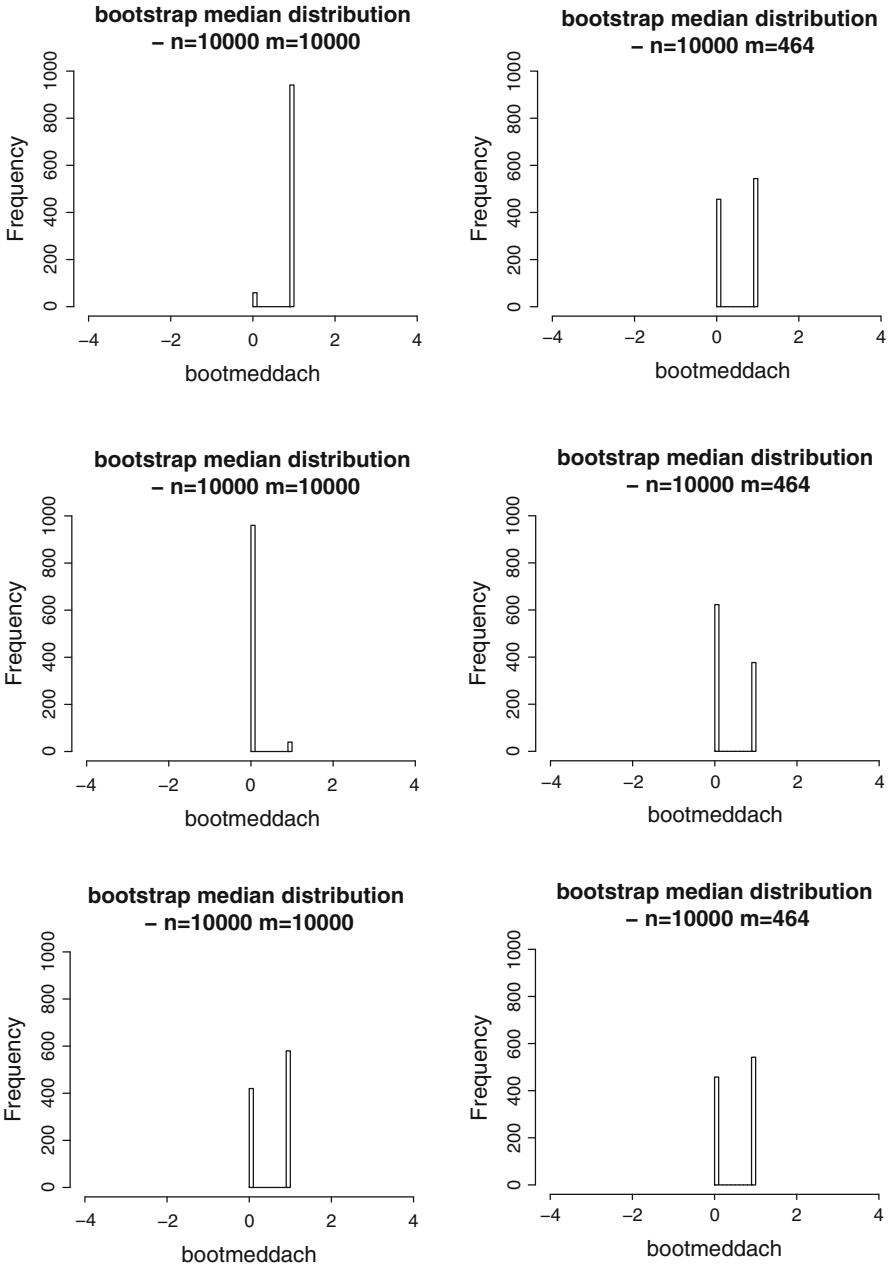 bootstrap median distribution
− n=10000 m=10000
Frequency
0 200 400 600 800 1000
−4 −2 0 2 4
bootmeddach
bootstrap median distribution
− n=10000 m=464
Frequency
0 200 400 600 800 1000
−4 −2 0 2 4
bootmeddach
bootstrap median distribution
− n=10000 m=10000
Frequency
0 200 400 600 800 1000
−4 −2 0 2 4
bootmeddach
bootstrap median distribution
− n=10000 m=464
Frequency
0 200 400 600 800 1000
−4 −2 0 2 4
bootmeddach
bootstrap median distribution
− n=10000 m=10000
Frequency
0 200 400 600 800 1000
−4 −2 0 2 4
bootmeddach
bootstrap median distribution
− n=10000 m=464
Frequency
0 200 400 600 800 1000
−4 −2 0 2 4
bootmeddach